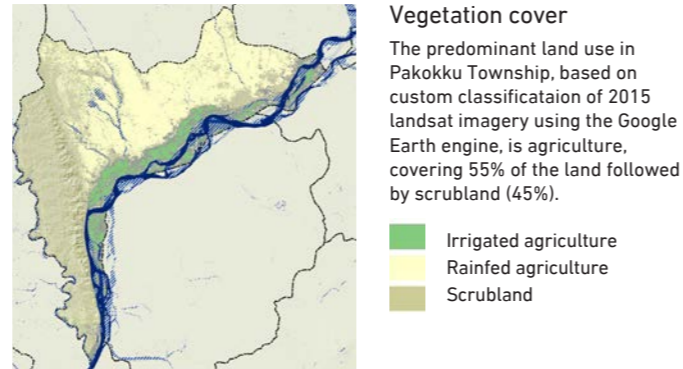 Vegetation cover
The predominant land use in
Pakokku Township, based on
custom classificataion of 2015
landsat imagery using the Google
Earth engine, is agriculture,
covering 55% of the land followed
by scrubland (45%).
Irrigated agriculture
Rainfed agriculture
Scrubland